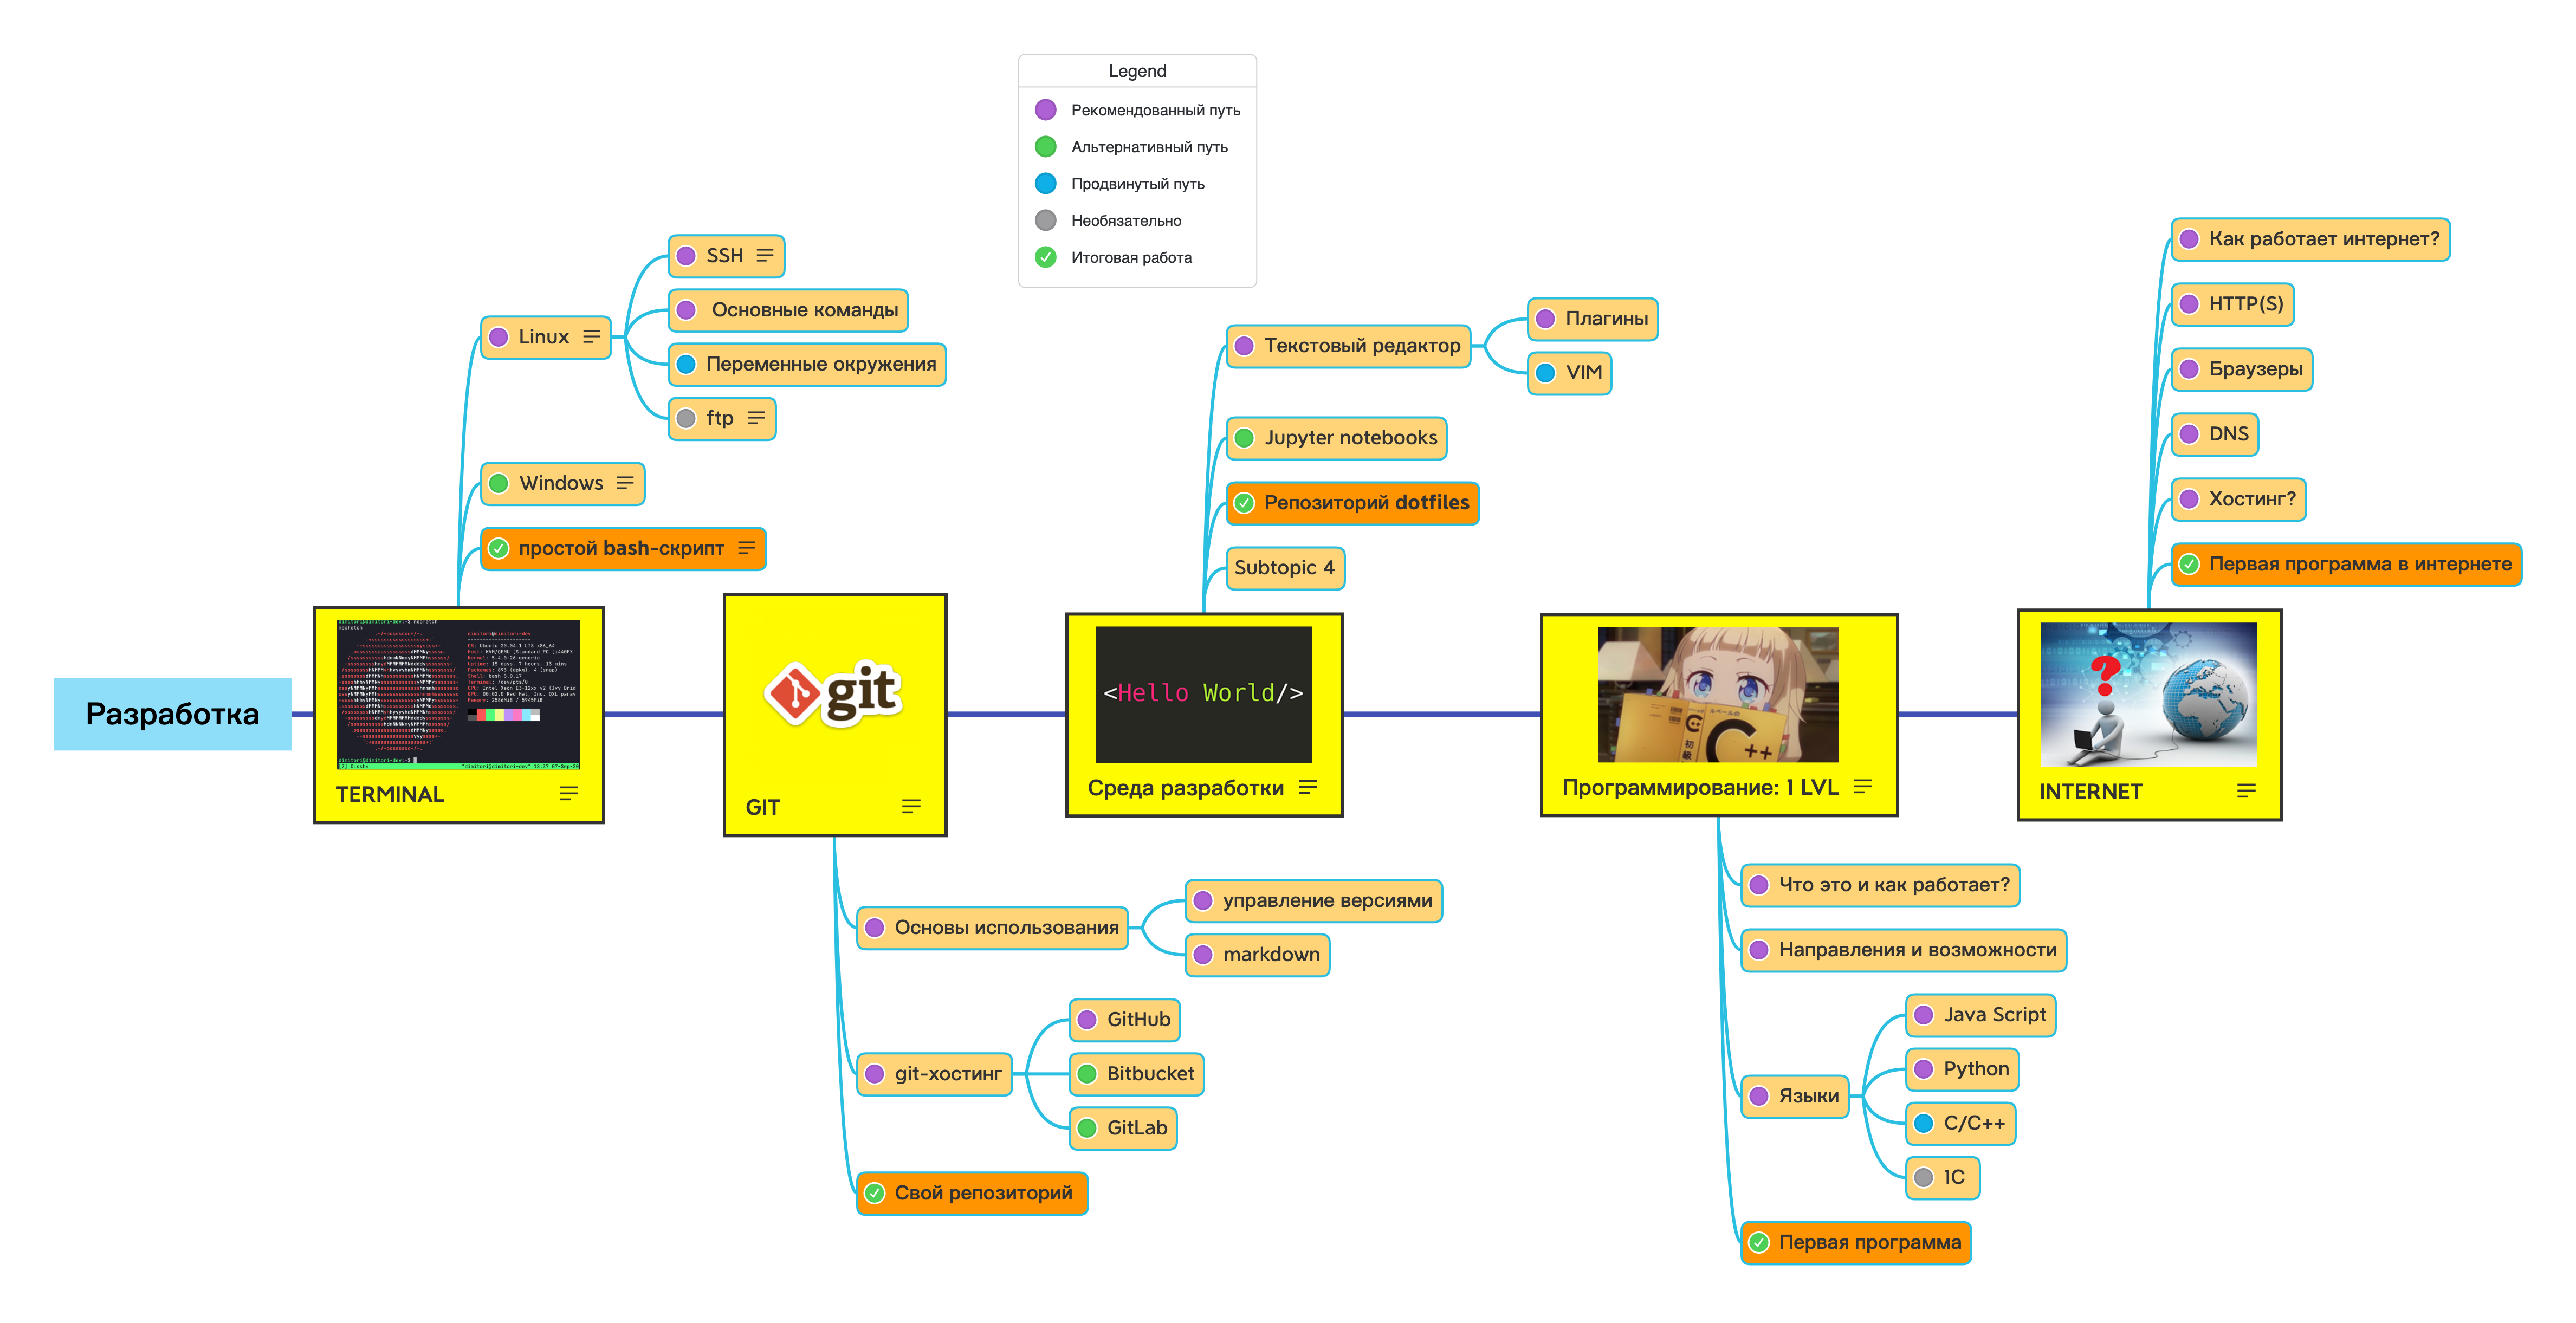 Legend
Рекомендованный путь
Альтернативный путь
Продвинутый путь
Необязательно
Итоговая работа
Разработка
TERMINAL
Linux
SSH
Основные команды
Переменные окружения
ftp
Windows
простой bash-скрипт
git
GIT
Основы использования
управление версиями
markdown
git-хостинг
GitHub
Bitbucket
GitLab
Свой репозиторий
<Hello World/>
Среда разработки
Текстовый редактор
Плагины
VIM
Jupyter notebooks
Репозиторий dotfiles
Subtopic 4
C++
Программирование: 1 LVL
Что это и как работает?
Направления и возможности
Языки
Java Script
Python
C/C++
1C
Первая программа
?
INTERNET
Как работает интернет?
HTTP(S)
Браузеры
DNS
Хостинг?
Первая программа в интернете